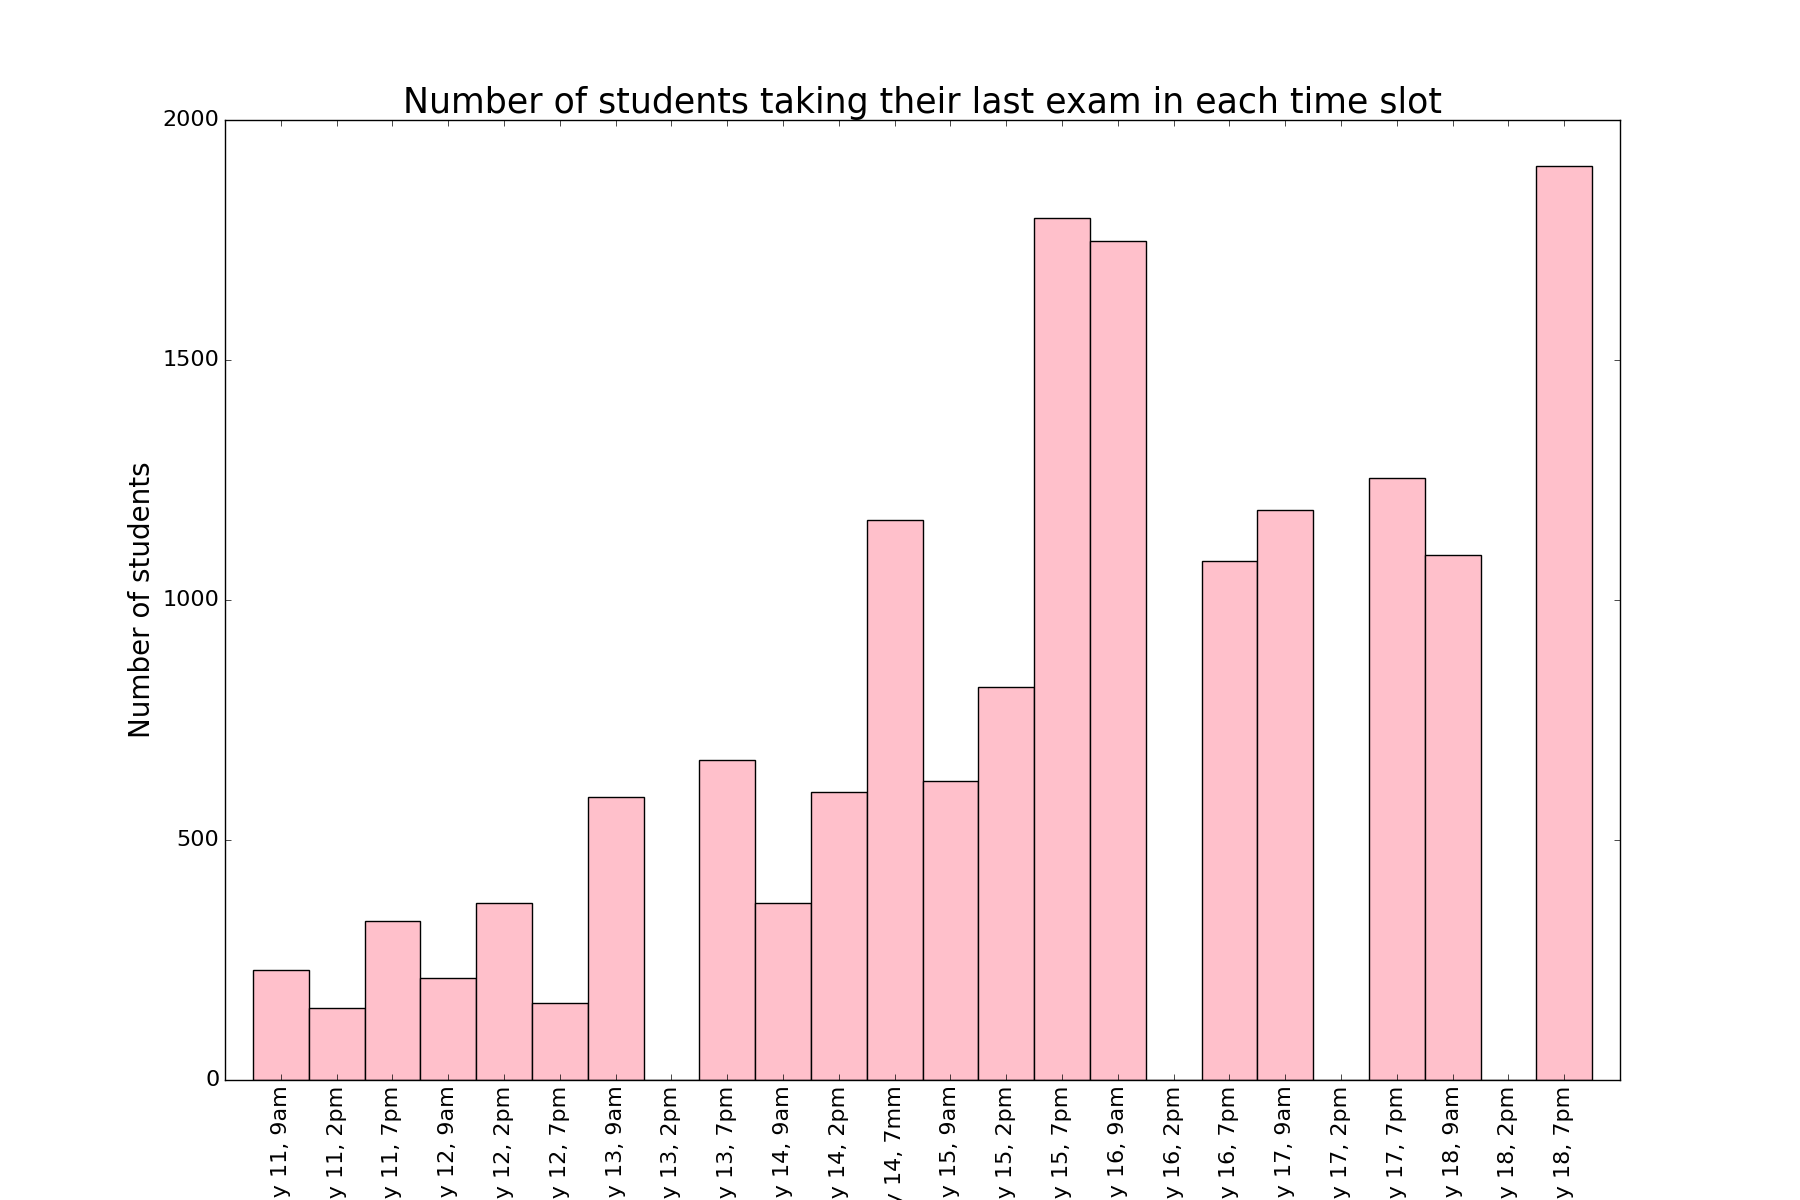 Number of students taking their last exam in each time slot
Number of students
2000
1500
1000
500
0
y 11, 9am
y 11, 2pm
y 11, 7pm
y 12, 9am
y 12, 2pm
y 12, 7pm
y 13, 9am
y 13, 2pm
y 13, 7pm
y 14, 9am
y 14, 2pm
y 14, 7mm
y 15, 9am
y 15, 2pm
y 15, 7pm
y 16, 9am
y 16, 2pm
y 16, 7pm
y 17, 9am
y 17, 2pm
y 17, 7pm
y 18, 9am
y 18, 2pm
y 18, 7pm